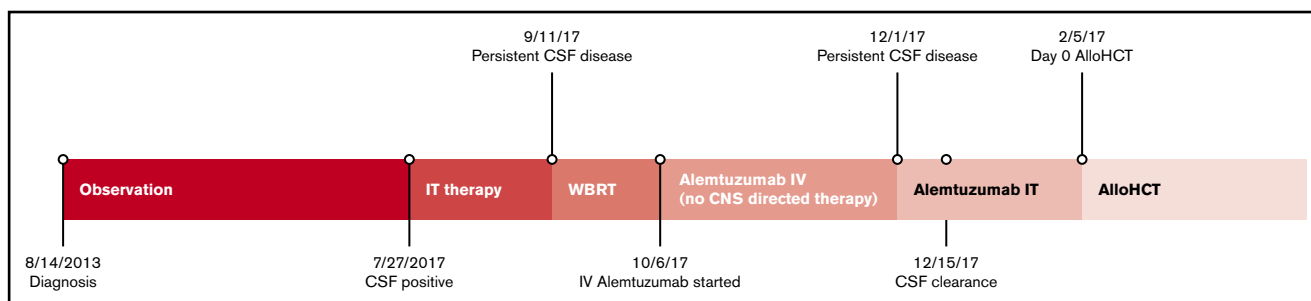 9/11/17
Persistent CSF disease
12/1/17
Persistent CSF disease
2/5/17
Day 0 AlloHCT
Observation
IT therapy
WBRT
Alemtuzumab IV
(no CNS directed therapy)
Alemtuzumab IT
AlloHCT
8/14/2013
Diagnosis
7/27/2017
CSF positive
10/6/17
IV Alemtuzumab started
12/15/17
CSF clearance